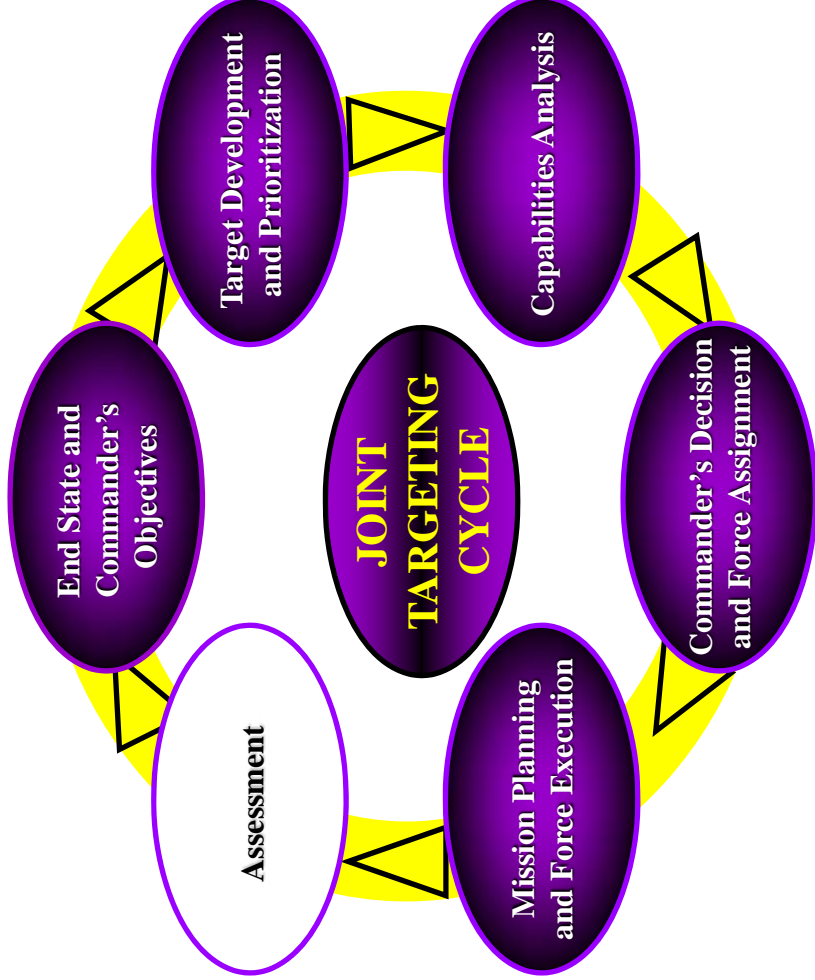 End State and
Commander’s
Objectives
Target Development
and Prioritization
Capabilities Analysis
Commander’s Decision
and Force Assignment
Mission Planning
and Force Execution
Assessment
JOINT
TARGETING
CYCLE